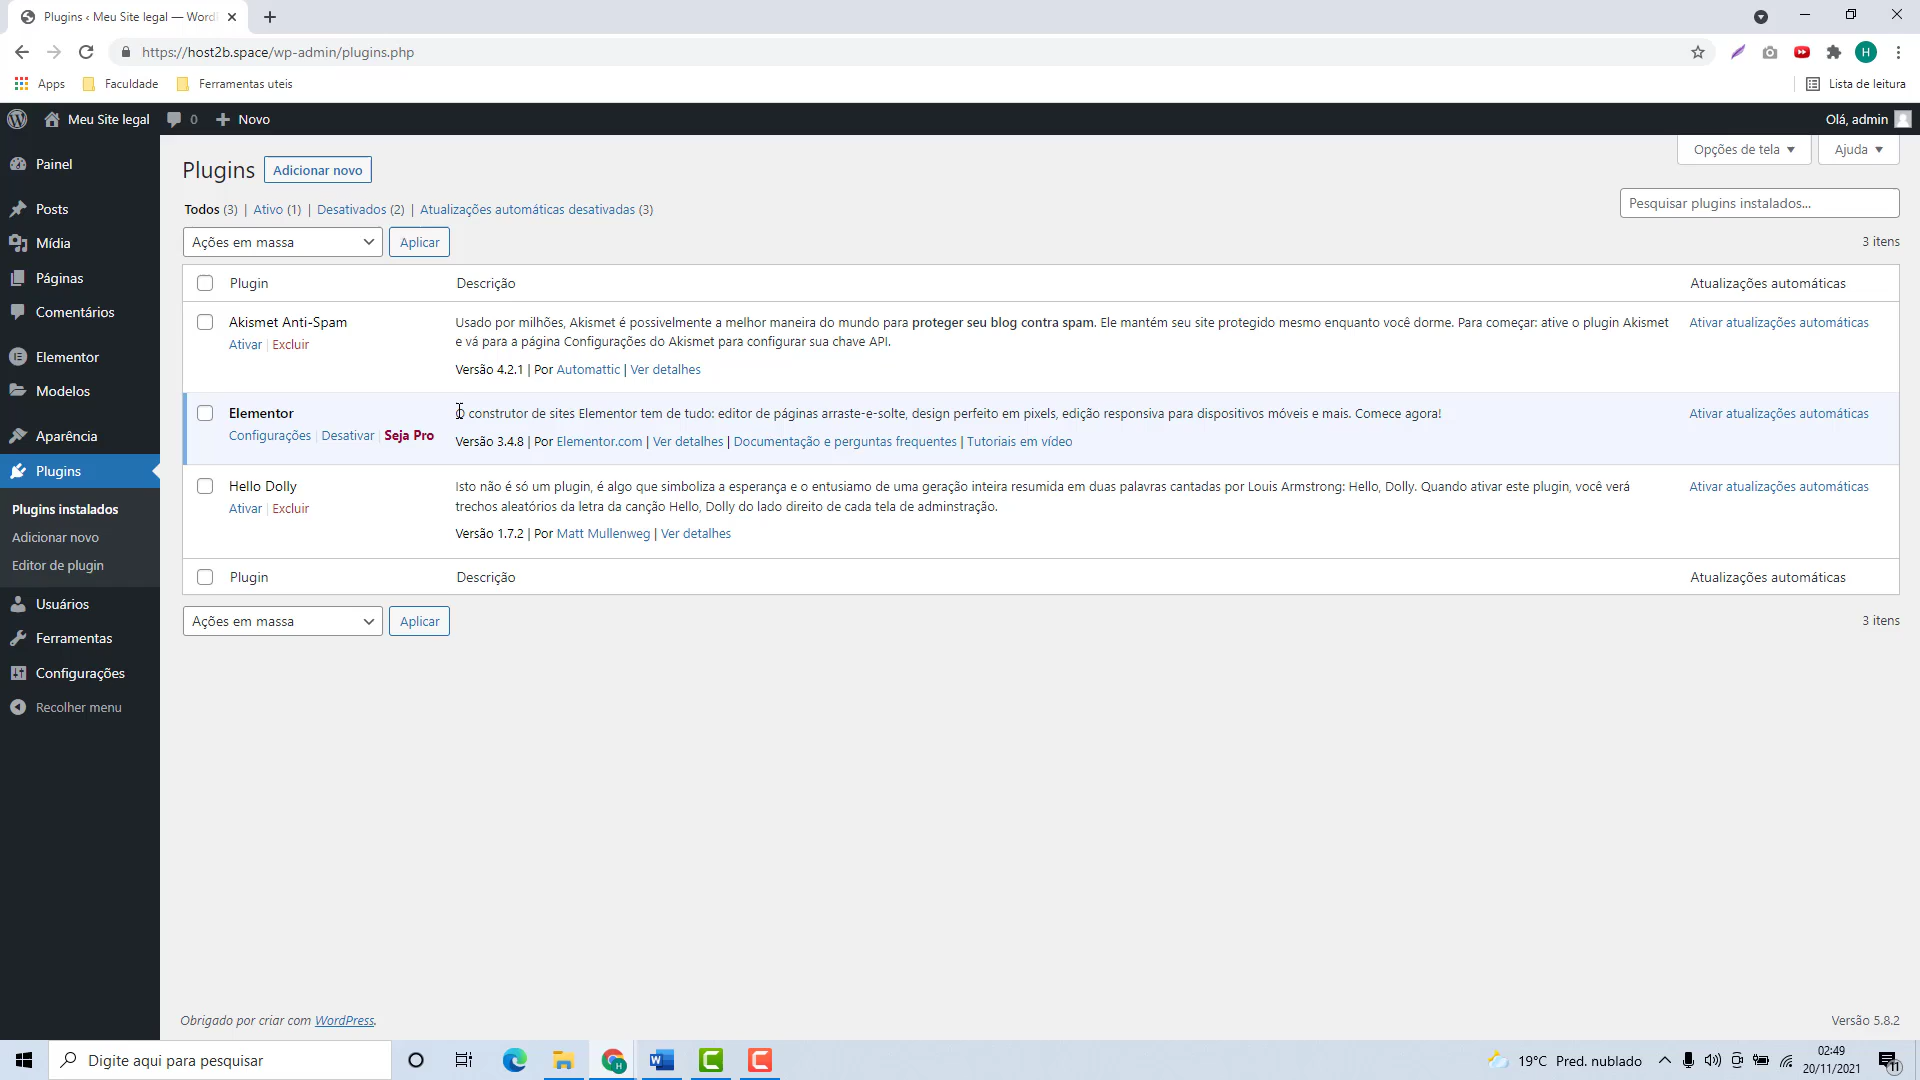 Plugins ‹ Meu Site legal — Word
https://host2b.space/wp-admin/plugins.php
H
Apps
Faculdade
Ferramentas uteis
Lista de leitura
Meu Site legal
0
Novo
Olá, admin
Painel
Posts
Mídia
Páginas
Comentários
Elementor
Modelos
Aparência
Plugins
Plugins instalados
Adicionar novo
Editor de plugin
Usuários
Ferramentas
Configurações
Recolher menu
Opções de tela
Ajuda
Plugins
Adicionar novo
Todos (3) | Ativo (1) | Desativados (2) | Atualizações automáticas desativadas (3)
Pesquisar plugins instalados...
Ações em massa
Aplicar
3 itens
Plugin
Descrição
Atualizações automáticas
Akismet Anti-Spam
Ativar | Excluir
Usado por milhões, Akismet é possivelmente a melhor maneira do mundo para proteger seu blog contra spam. Ele mantém seu site protegido mesmo enquanto você dorme. Para começar: ative o plugin Akismet
e vá para a página Configurações do Akismet para configurar sua chave API.
Versão 4.2.1 | Por Automattic | Ver detalhes
Ativar atualizações automáticas
Elementor
Configurações | Desativar | Seja Pro
O construtor de sites Elementor tem de tudo: editor de páginas arraste-e-solte, design perfeito em pixels, edição responsiva para dispositivos móveis e mais. Comece agora!
Versão 3.4.8 | Por Elementor.com | Ver detalhes | Documentação e perguntas frequentes | Tutoriais em vídeo
Ativar atualizações automáticas
Hello Dolly
Ativar | Excluir
Isto não é só um plugin, é algo que simboliza a esperança e o entusiamo de uma geração inteira resumida em duas palavras cantadas por Louis Armstrong: Hello, Dolly. Quando ativar este plugin, você verá
trechos aleatórios da letra da canção Hello, Dolly do lado direito de cada tela de adminstração.
Versão 1.7.2 | Por Matt Mullenweg | Ver detalhes
Ativar atualizações automáticas
Plugin
Descrição
Atualizações automáticas
Ações em massa
Aplicar
3 itens
Obrigado por criar com WordPress.
Versão 5.8.2
Digite aqui para pesquisar
19°C Pred. nublado
02:49
20/11/2021
11